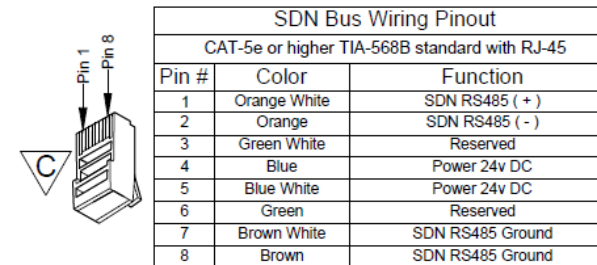 SDN Bus Wiring Pinout
CAT-5e or higher TIA-568B standard with RJ-45
Pin # Color Function
1 Orange White SDN RS485 ( + )
2 Orange SDN RS485 ( - )
3 Green White Reserved
4 Blue Power 24v DC
5 Blue White Power 24v DC
6 Green Reserved
7 Brown White SDN RS485 Ground
8 Brown SDN RS485 Ground
Pin 1
Pin 8
C